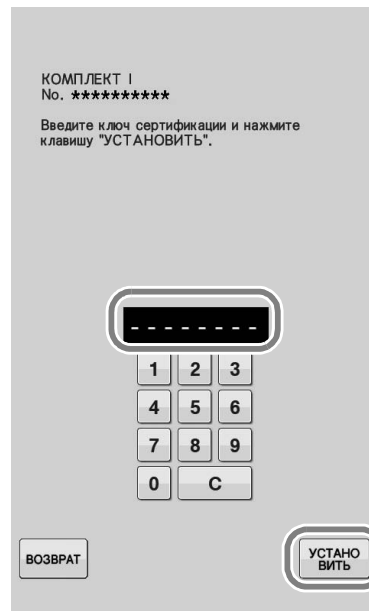 КОМПЛЕКТ I
No. **********
Введите ключ сертификации и нажмите
клавишу "УСТАНОВИТЬ".
- - - - - - - -
1 2 3
4 5 6
7 8 9
0 C
ВОЗВРАТ
УСТАНО
ВИТЬ